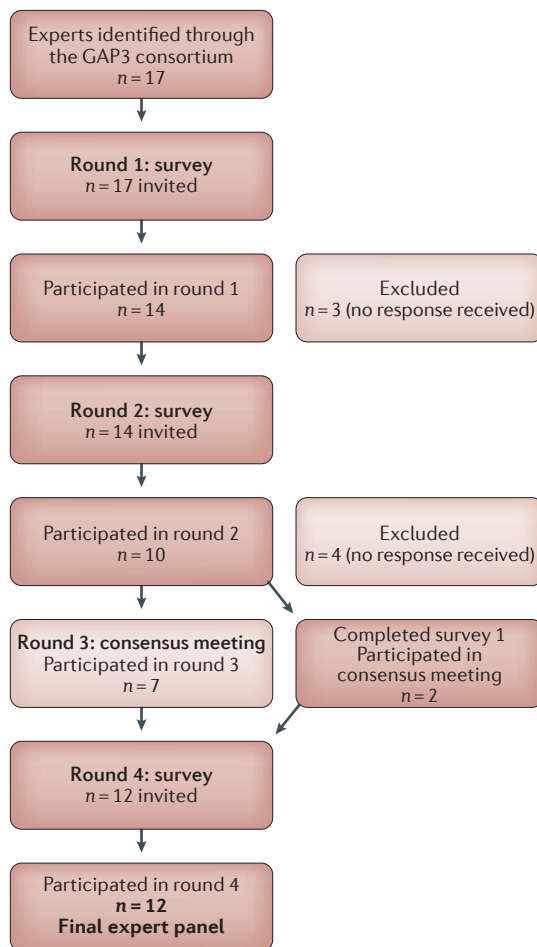 Experts identified through
the GAP3 consortium
n = 17
Round 1: survey
n = 17 invited
Participated in round 1
n = 14
Excluded
n = 3 (no response received)
Round 2: survey
n = 14 invited
Participated in round 2
n = 10
Excluded
n = 4 (no response received)
Round 3: consensus meeting
Participated in round 3
n = 7
Completed survey 1
Participated in
consensus meeting
n = 2
Round 4: survey
n = 12 invited
Participated in round 4
n = 12
Final expert panel